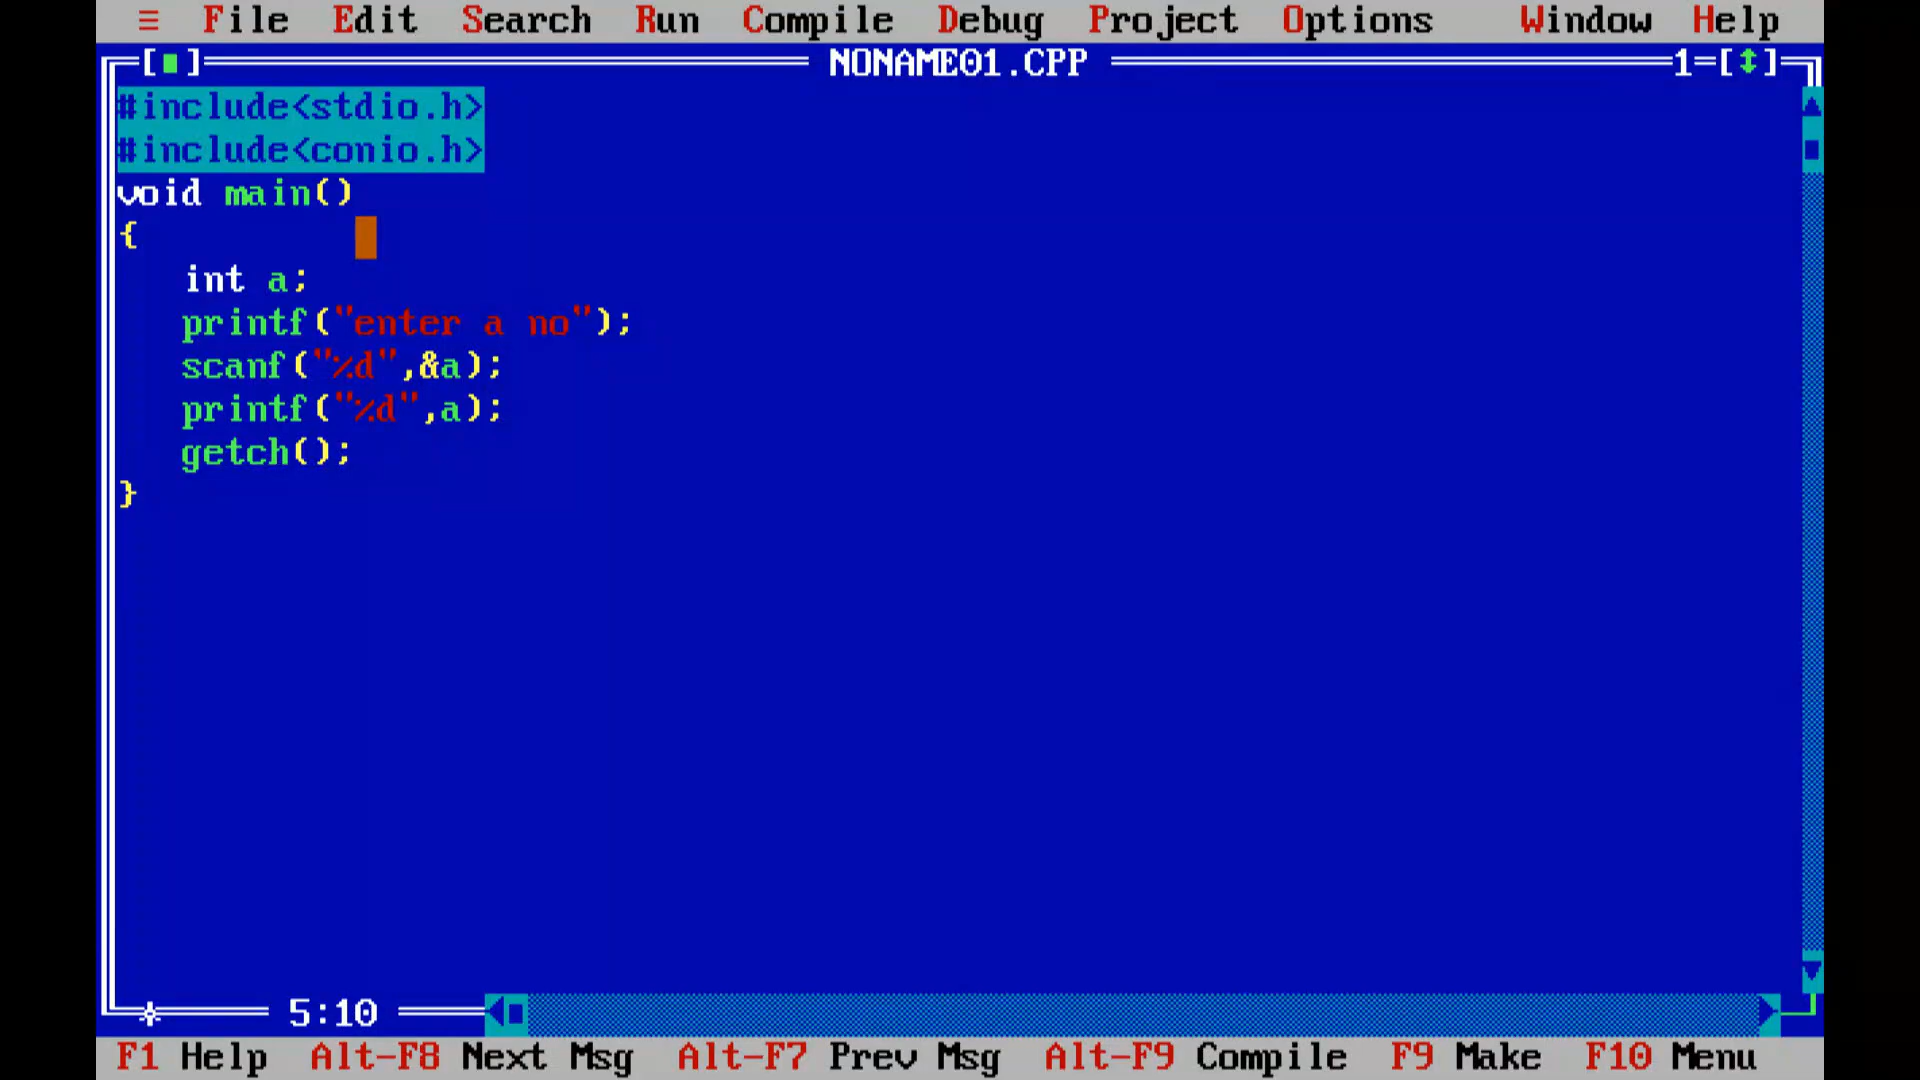 ≡ File Edit Search Run Compile Debug Project Options Window Help
[■] NONAME01.CPP 1=[↕]
#include<stdio.h>
#include<conio.h>
void main()
{
int a;
printf("enter a no");
scanf("%d",&a);
printf("%d",a);
getch();
}
5:10
F1 Help Alt-F8 Next Msg Alt-F7 Prev Msg Alt-F9 Compile F9 Make F10 Menu